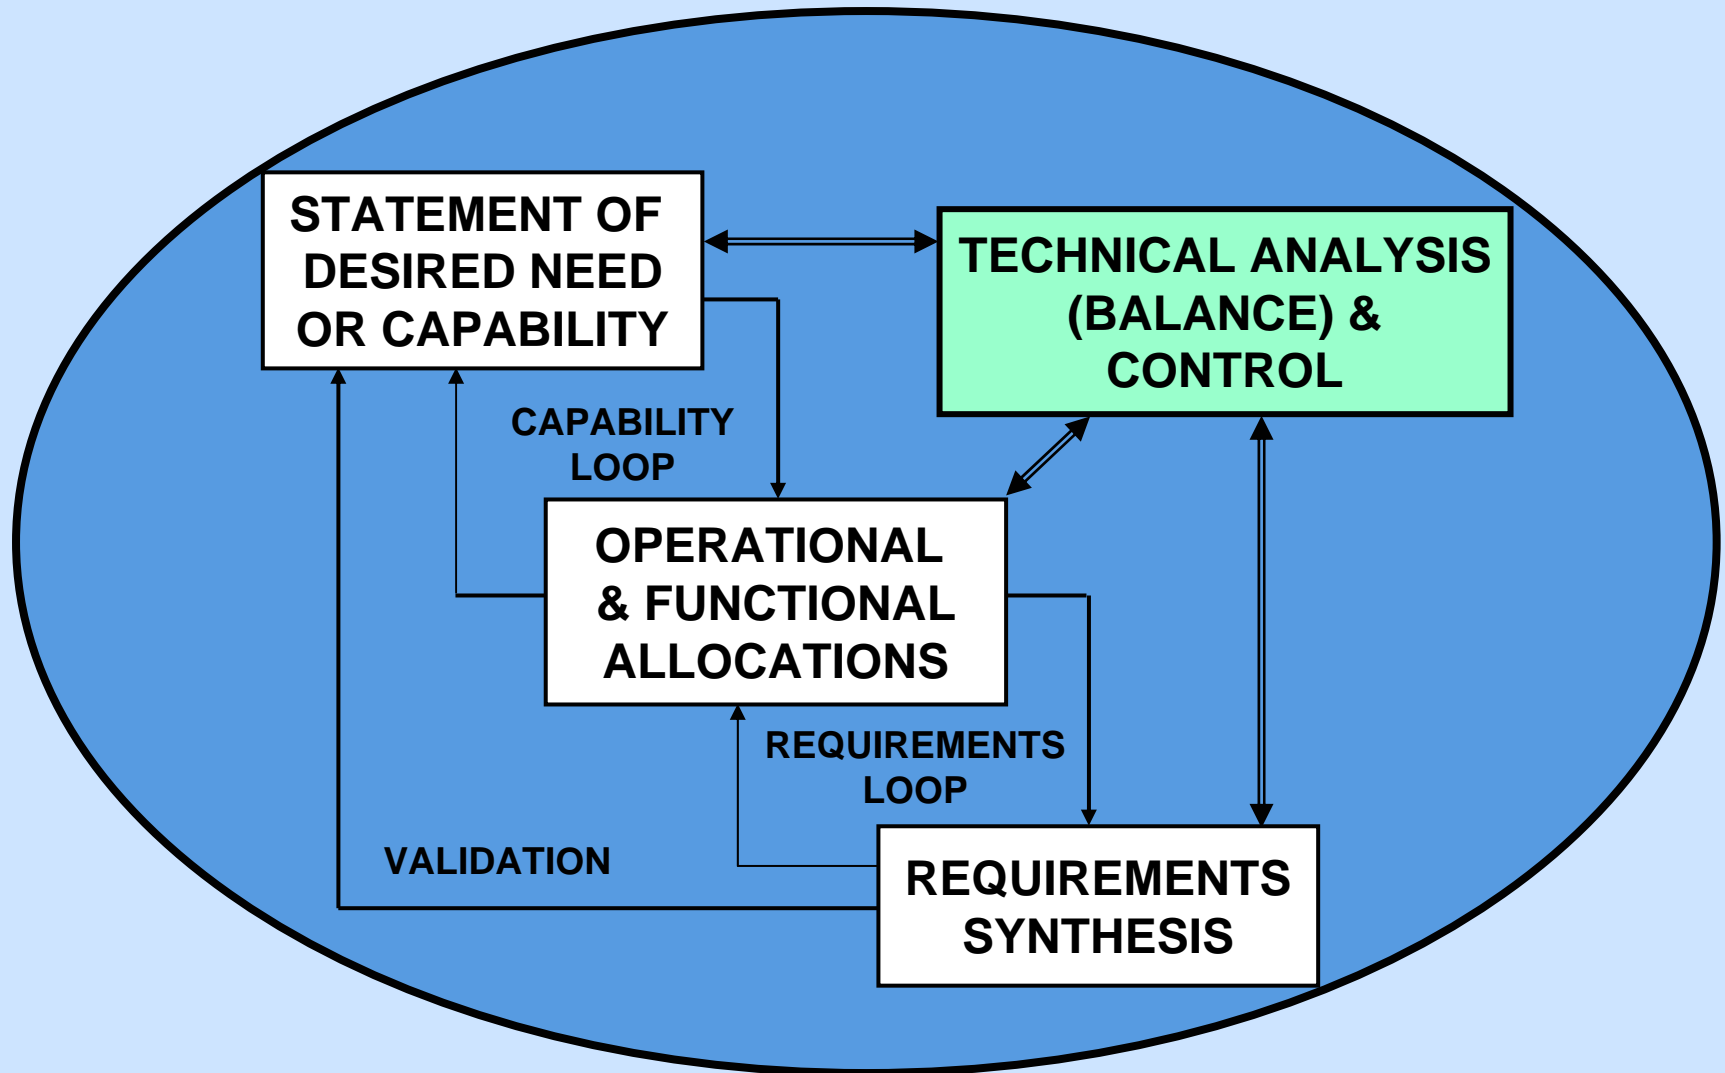 STATEMENT OF
DESIRED NEED
OR CAPABILITY
TECHNICAL ANALYSIS
(BALANCE) &
CONTROL
CAPABILITY
LOOP
OPERATIONAL
& FUNCTIONAL
ALLOCATIONS
REQUIREMENTS
LOOP
VALIDATION
REQUIREMENTS
SYNTHESIS